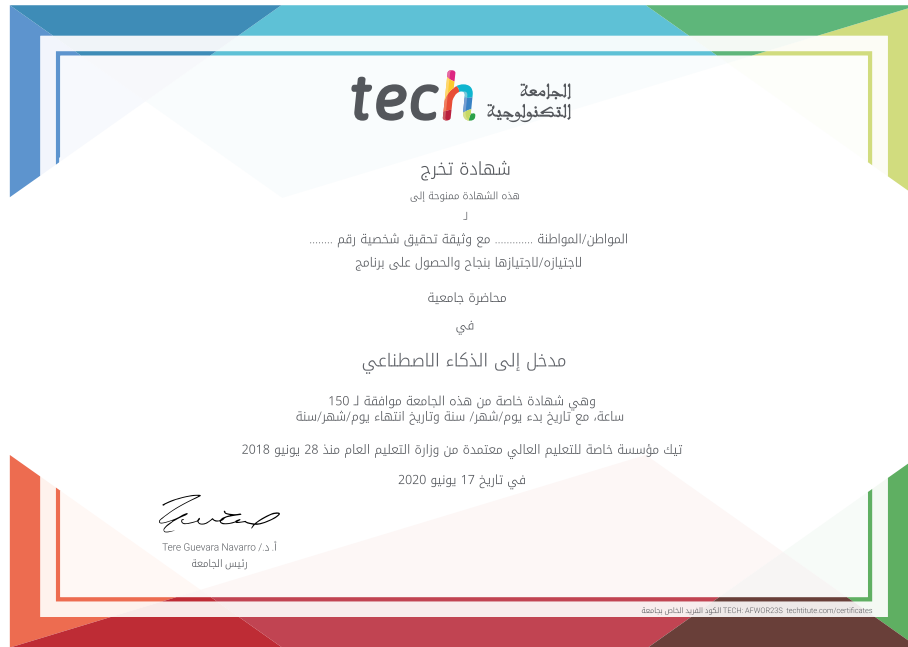 tech الجامعة
التكنولوجية
شهادة تخرج
هذه الشهادة ممنوحة إلى
لـ
المواطن/المواطنة ............. مع وثيقة تحقيق شخصية رقم ........
لاجتيازه/لاجتيازها بنجاح والحصول على برنامج
محاضرة جامعية
في
مدخل إلى الذكاء الاصطناعي
وهي شهادة خاصة من هذه الجامعة موافقة لـ 150
ساعة، مع تاريخ بدء يوم/شهر/ سنة وتاريخ انتهاء يوم/شهر/سنة
تيك مؤسسة خاصة للتعليم العالي معتمدة من وزارة التعليم العام منذ 28 يونيو 2018
في تاريخ 17 يونيو 2020
أ. د./ Tere Guevara Navarro
رئيس الجامعة
الكود الفريد الخاص بجامعة TECH: AFWOR23S techtitute.com/certificates